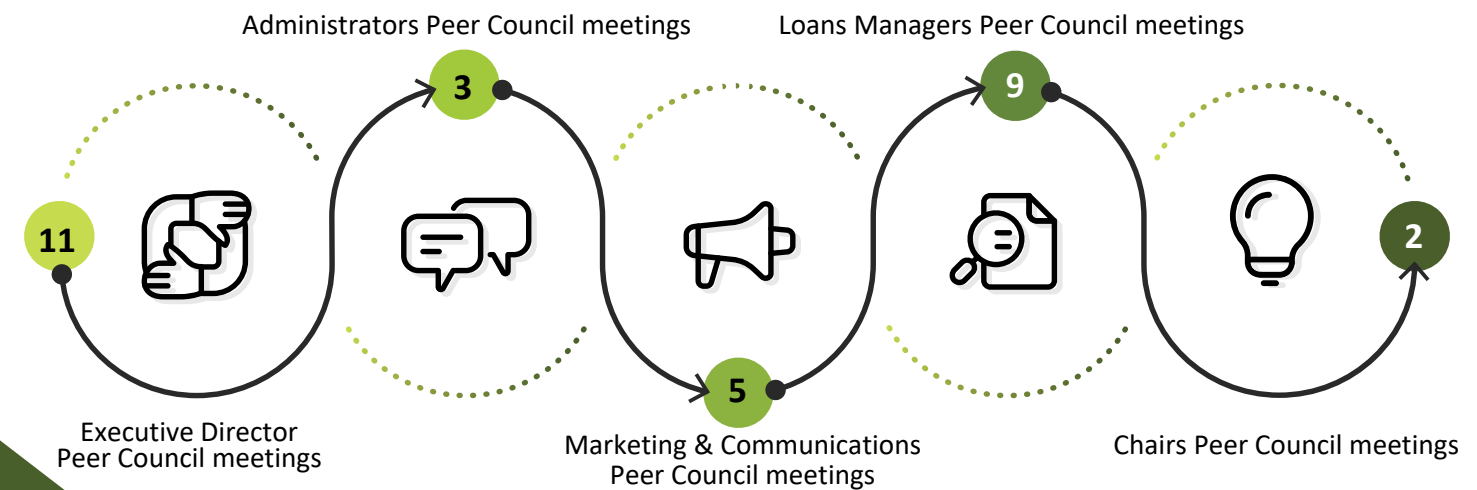 Administrators Peer Council meetings
Loans Managers Peer Council meetings
3
9
11
2
5
Executive Director
Peer Council meetings
Marketing & Communications
Peer Council meetings
Chairs Peer Council meetings